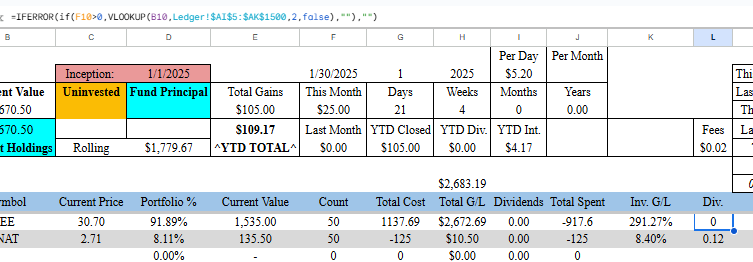 =IFERROR(if(F10>0,VLOOKUP(B10,Ledger!$AI$5:$AK$1500,2,false),""),"")
B C D E F G H I J K L
Per Day Per Month
Inception: 1/1/2025 1/30/2025 1 2025 $5.20 Thi
ent Value Uninvested Fund Principal Total Gains This Month Days Weeks Months Years Las
670.50 $105.00 $25.00 21 4 0 0.00 Th
670.50 $109.17 Last Month YTD Closed YTD Div. YTD Int. Fees La
t Holdings Rolling $1,779.67 ^YTD TOTAL^ $0.00 $105.00 $0.00 $4.17 $0.02
$2,683.19
mbol Current Price Portfolio % Current Value Count Total Cost Total G/L Dividends Total Spent Inv. G/L Div.
EE 30.70 91.89% 1,535.00 50 1137.69 $2,672.69 0.00 -917.6 291.27% 0
NAT 2.71 8.11% 135.50 50 -125 $10.50 0.00 -125 8.40% 0.12
0.00% - 0 0 $0.00 0.00 0